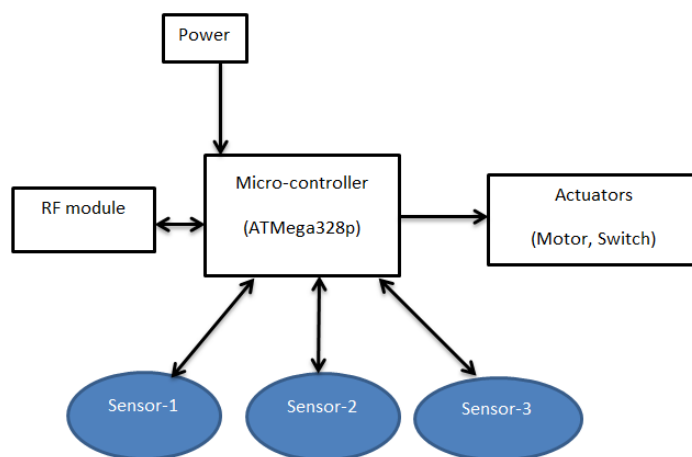 Power
Micro-controller
(ATMega328p)
RF module
Actuators
(Motor, Switch)
Sensor-1
Sensor-2
Sensor-3